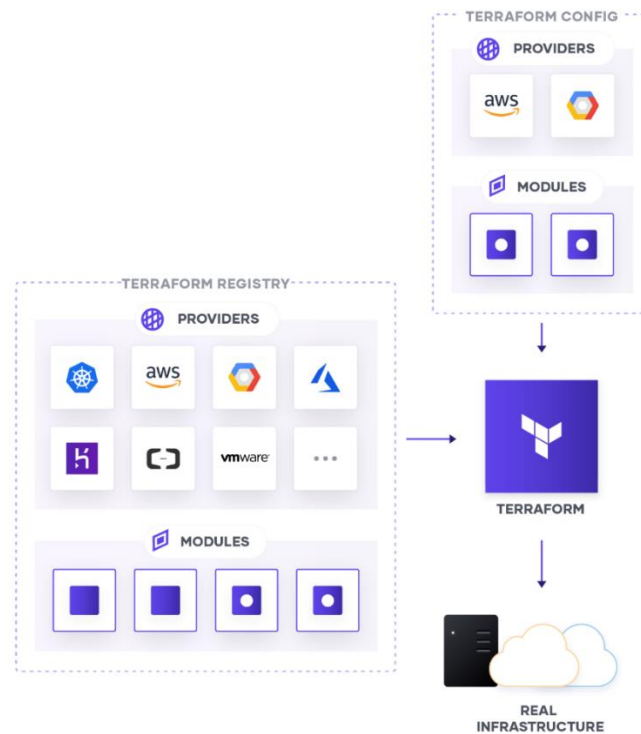 TERRAFORM CONFIG
PROVIDERS
aws
MODULES
TERRAFORM REGISTRY
PROVIDERS
aws
vmware
MODULES
TERRAFORM
REAL
INFRASTRUCTURE